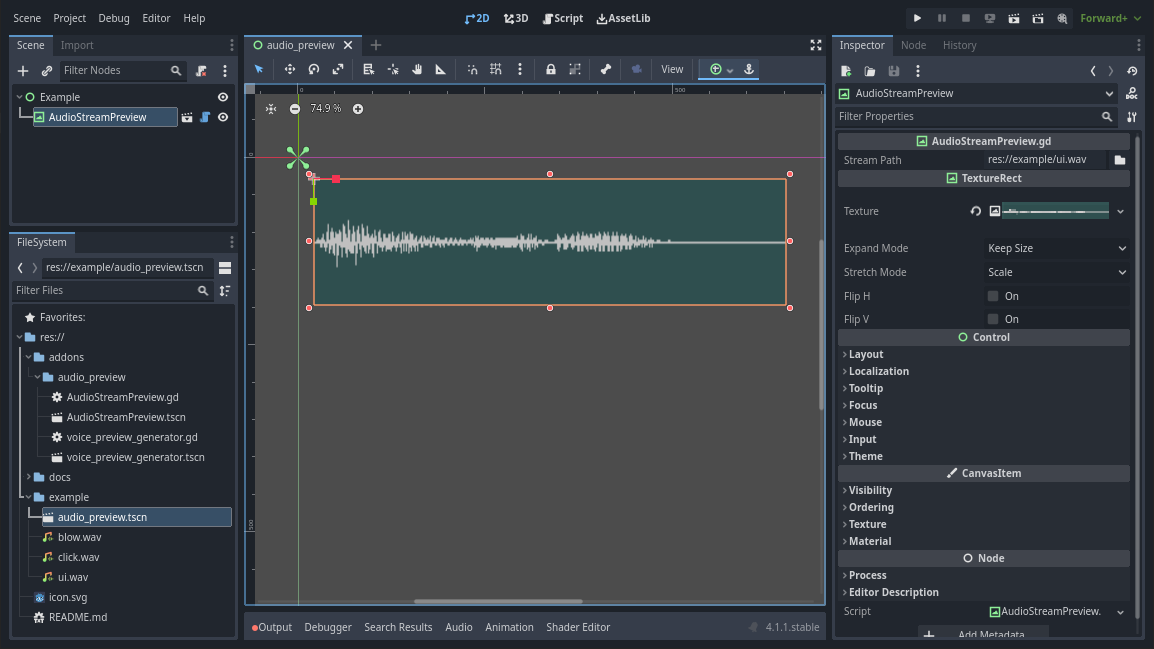 Scene Project Debug Editor Help
2D 3D Script AssetLib
Forward+
Scene Import
Filter Nodes
Example
AudioStreamPreview
FileSystem
res://example/audio_preview.tscn
Filter Files
Favorites:
res://
addons
audio_preview
AudioStreamPreview.gd
AudioStreamPreview.tscn
voice_preview_generator.gd
voice_preview_generator.tscn
docs
example
audio_preview.tscn
blow.wav
click.wav
ui.wav
icon.svg
README.md
audio_preview
View
0 500
74.9 %
0
500
Output Debugger Search Results Audio Animation Shader Editor 4.1.1.stable
Inspector Node History
AudioStreamPreview
Filter Properties
AudioStreamPreview.gd
Stream Path res://example/ui.wav
TextureRect
Texture
Expand Mode Keep Size
Stretch Mode Scale
Flip H On
Flip V On
Control
Layout
Localization
Tooltip
Focus
Mouse
Input
Theme
CanvasItem
Visibility
Ordering
Texture
Material
Node
Process
Editor Description
Script AudioStreamPreview.
Add Metadata